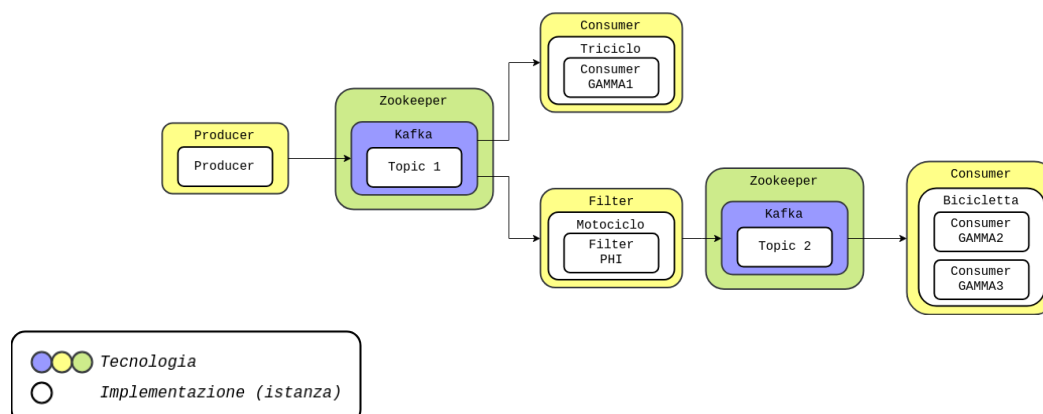 Producer
Producer
Zookeeper
Kafka
Topic 1
Consumer
Triciclo
Consumer
GAMMA1
Filter
Motociclo
Filter
PHI
Zookeeper
Kafka
Topic 2
Consumer
Bicicletta
Consumer
GAMMA2
Consumer
GAMMA3
Tecnologia
Implementazione (istanza)